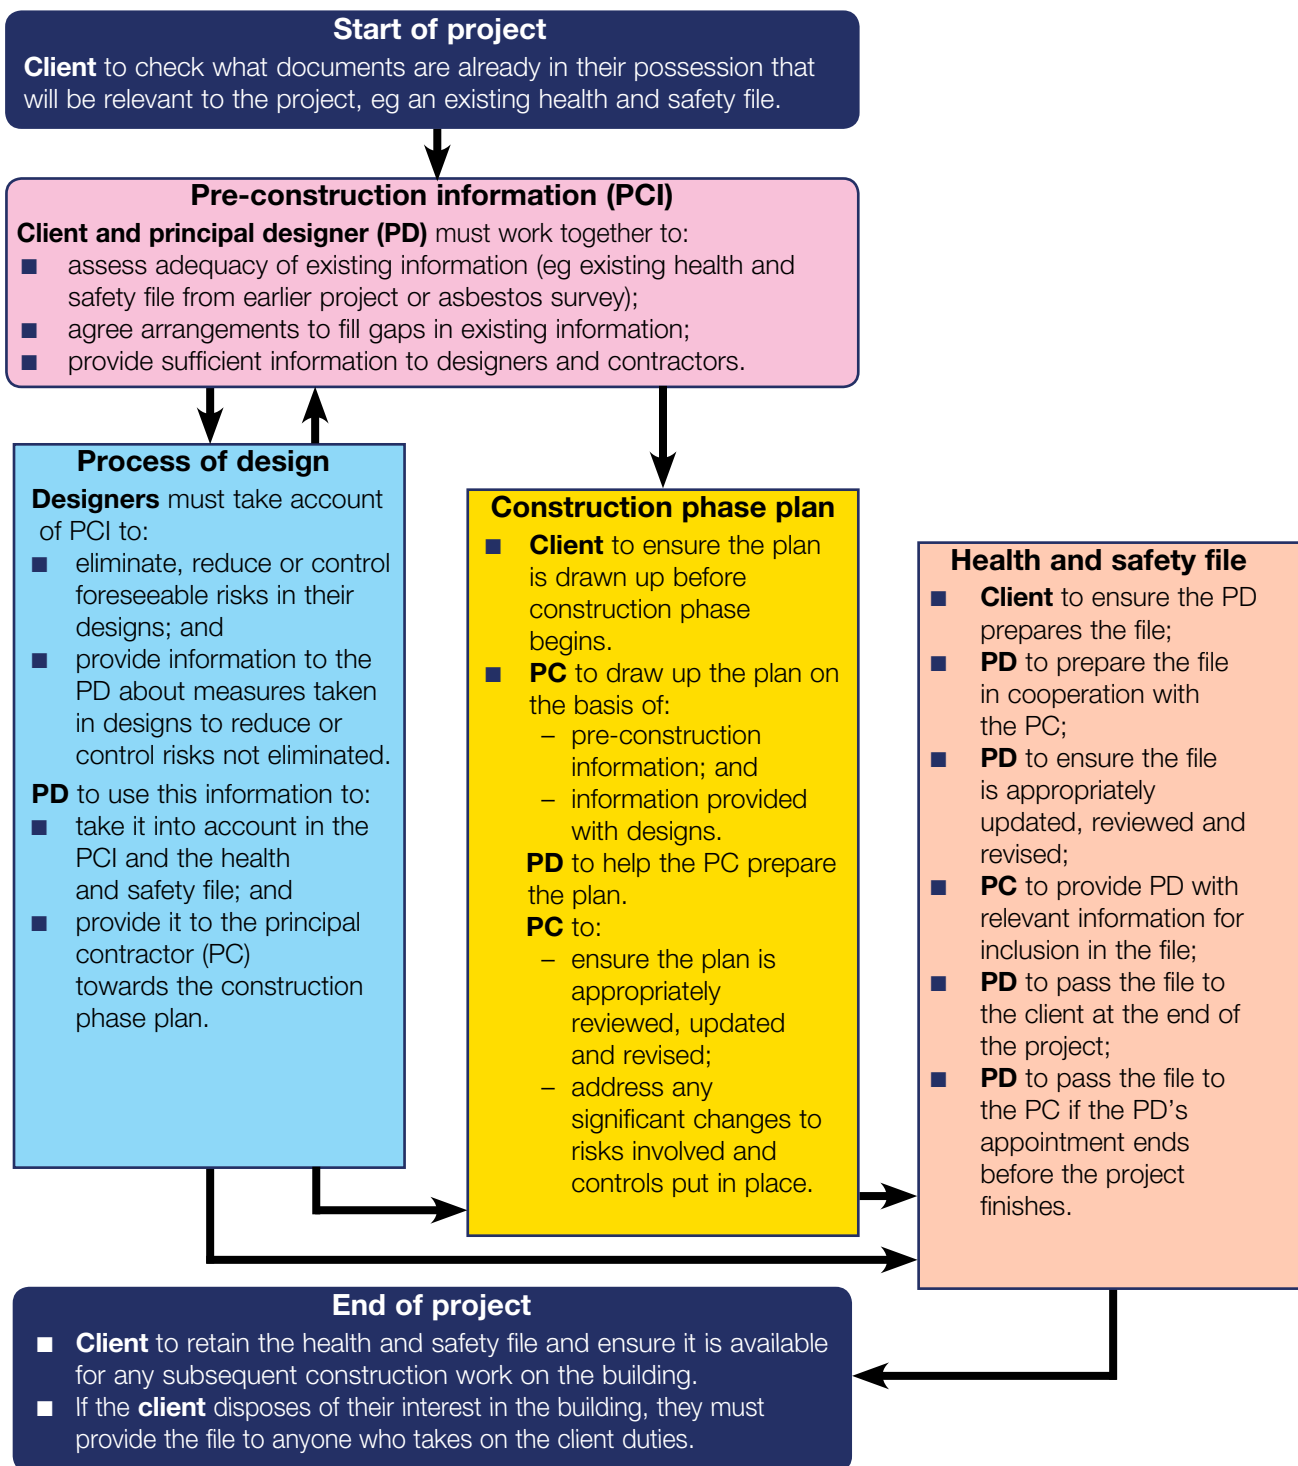 Start of project
Client to check what documents are already in their possession that
will be relevant to the project, eg an existing health and safety file.
Pre-construction information (PCI)
Client and principal designer (PD) must work together to:
■ assess adequacy of existing information (eg existing health and
safety file from earlier project or asbestos survey);
■ agree arrangements to fill gaps in existing information;
■ provide sufficient information to designers and contractors.
Process of design
Designers must take account
of PCI to:
■ eliminate, reduce or control
foreseeable risks in their
designs; and
■ provide information to the
PD about measures taken
in designs to reduce or
control risks not eliminated.
PD to use this information to:
■ take it into account in the
PCI and the health
and safety file; and
■ provide it to the principal
contractor (PC)
towards the construction
phase plan.
Construction phase plan
■ Client to ensure the plan
is drawn up before
construction phase
begins.
■ PC to draw up the plan on
the basis of:
– pre-construction
information; and
– information provided
with designs.
PD to help the PC prepare
the plan.
PC to:
– ensure the plan is
appropriately
reviewed, updated
and revised;
– address any
significant changes to
risks involved and
controls put in place.
Health and safety file
■ Client to ensure the PD
prepares the file;
■ PD to prepare the file
in cooperation with
the PC;
■ PD to ensure the file
is appropriately
updated, reviewed and
revised;
■ PC to provide PD with
relevant information for
inclusion in the file;
■ PD to pass the file to
the client at the end of
the project;
■ PD to pass the file to
the PC if the PD’s
appointment ends
before the project
finishes.
End of project
■ Client to retain the health and safety file and ensure it is available
for any subsequent construction work on the building.
■ If the client disposes of their interest in the building, they must
provide the file to anyone who takes on the client duties.